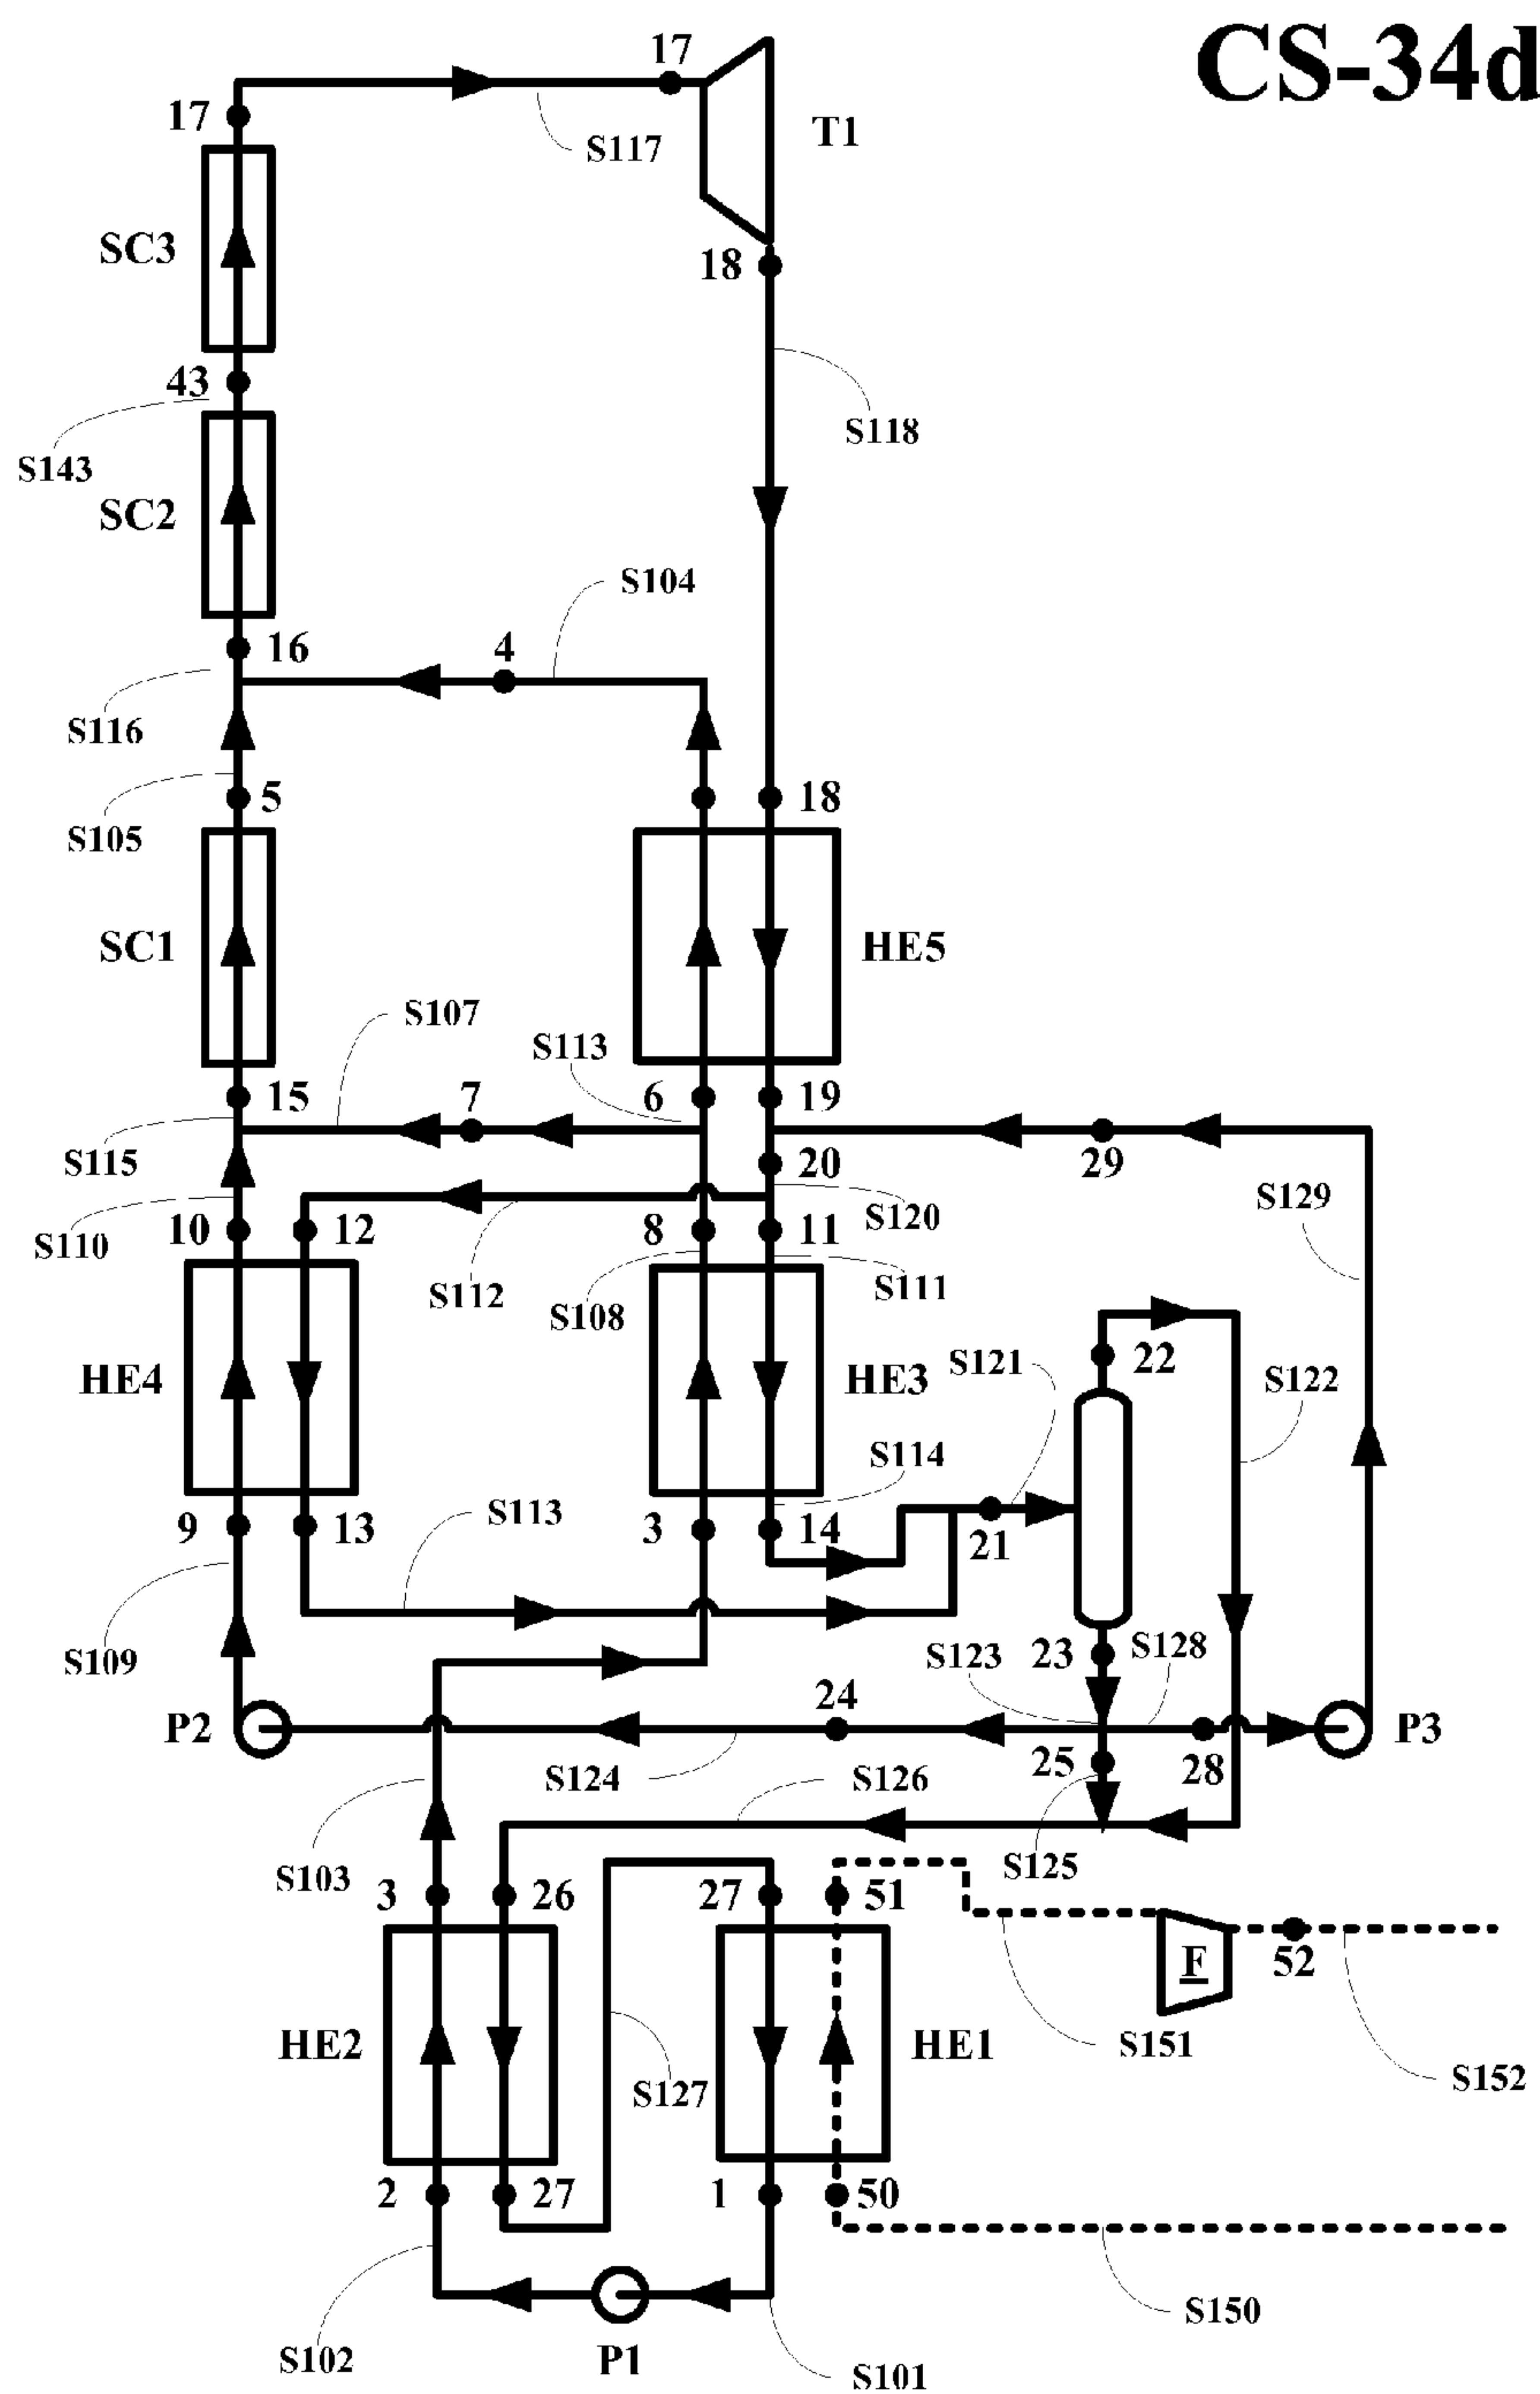 CS-34d
17
17
T1
S117
SC3
18
43
S118
S143
SC2
S104
16
4
S116
5
18
S105
SC1
HE5
S107
S113
15
7
6
19
S115
20
29
S110
10
12
8
11
S120
S129
S112
S108
S111
HE4
HE3
S121
22
S122
S114
9
13
S113
3
14
21
S109
23
S123
S128
P2
24
P3
S124
S126
25
28
S103
S125
3
26
27
51
F
52
HE2
HE1
S127
S151
S152
2
27
1
50
S102
P1
S101
S150